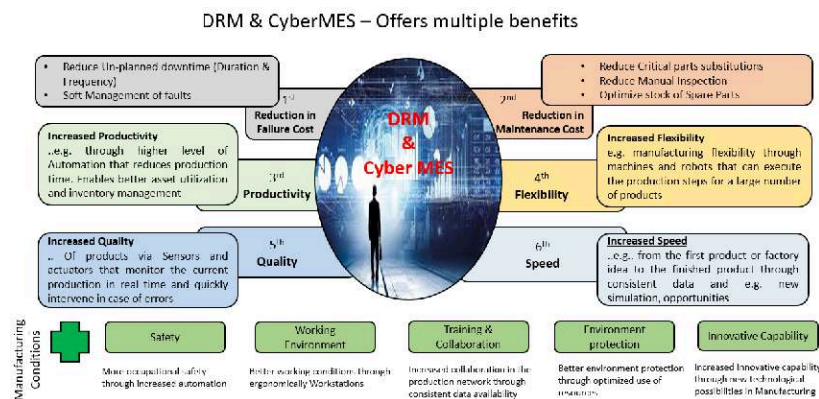 DRM & CyberMES – Offers multiple benefits
• Reduce Un-planned downtime (Duration &
Frequency)
• Soft Management of faults
1st
Reduction in
Failure Cost
• Reduce Critical parts substitutions
• Reduce Manual Inspection
• Optimize stock of Spare Parts
2nd
Reduction in
Maintenance Cost
DRM
&
Cyber MES
Increased Productivity
..e.g. through higher level of
Automation that reduces production
time. Enables better asset utilization
and inventory management
3rd
Productivity
4th
Flexibility
Increased Flexibility
e.g. manufacturing flexibility through
machines and robots that can execute
the production steps for a large number
of products
Increased Quality
.. Of products via Sensors and
actuators that monitor the current
production in real time and quickly
intervene in case of errors
5th
Quality
6th
Speed
Increased Speed
..e.g.. from the first product or factory
idea to the finished product through
consistent data and e.g. new
simulation, opportunities
Manufacturing
Conditions
Safety
More occupational safety
through Increased automation
Working
Environment
Better working conditions through
ergonomically Workstations
Training &
Collaboration
Increased collaboration in the
production network through
consistent data availability
Environment
protection
Better environment protection
through optimized use of
resources.
Innovative Capability
Increased Innovative capability
through new technological
possibilities in Manufacturing